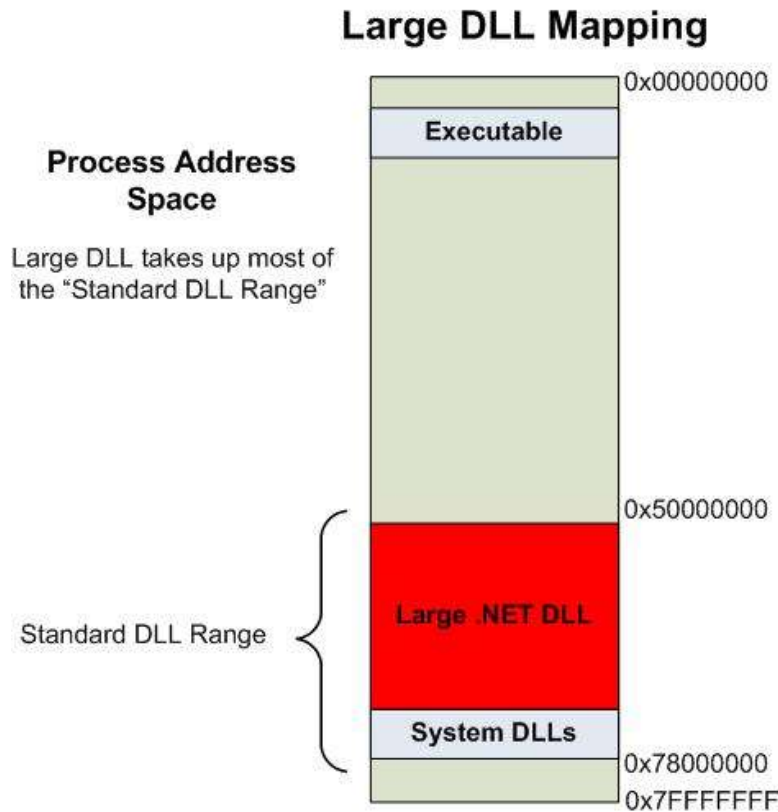 Large DLL Mapping
0x00000000
Executable
Process Address
Space
Large DLL takes up most of
the “Standard DLL Range”
0x50000000
Large .NET DLL
Standard DLL Range
System DLLs
0x78000000
0x7FFFFFFF